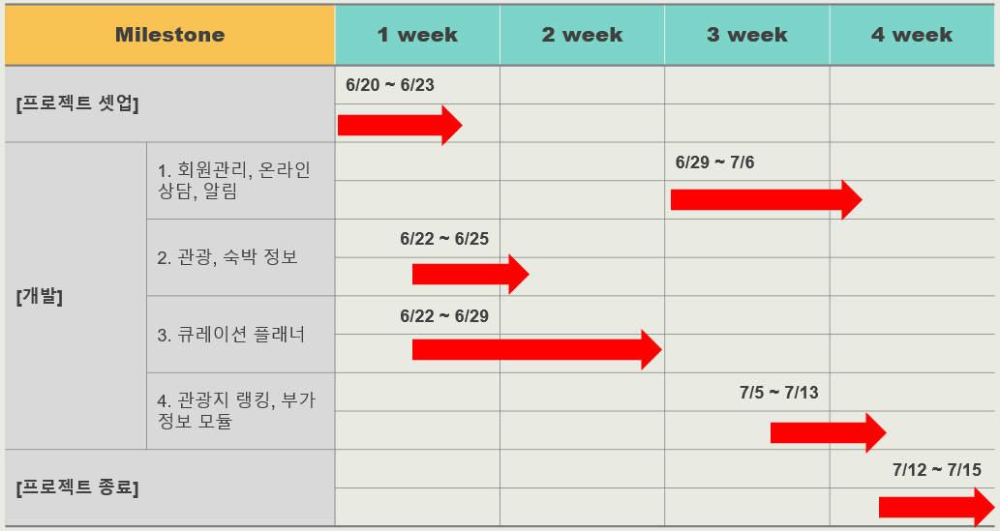 Milestone
1 week
2 week
3 week
4 week
[프로젝트 셋업]
6/20 ~ 6/23
[개발]
1. 회원관리, 온라인
상담, 알림
6/29 ~ 7/6
2. 관광, 숙박 정보
6/22 ~ 6/25
3. 큐레이션 플래너
6/22 ~ 6/29
4. 관광지 랭킹, 부가
정보 모듈
7/5 ~ 7/13
[프로젝트 종료]
7/12 ~ 7/15